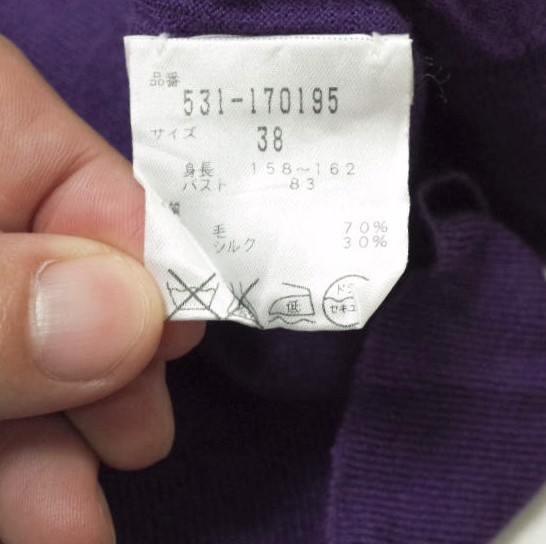 品番
531-170195
サイズ 38
身長 158~162
バスト 83
質
毛 70%
シルク 30%
低
ドラ
セキユ